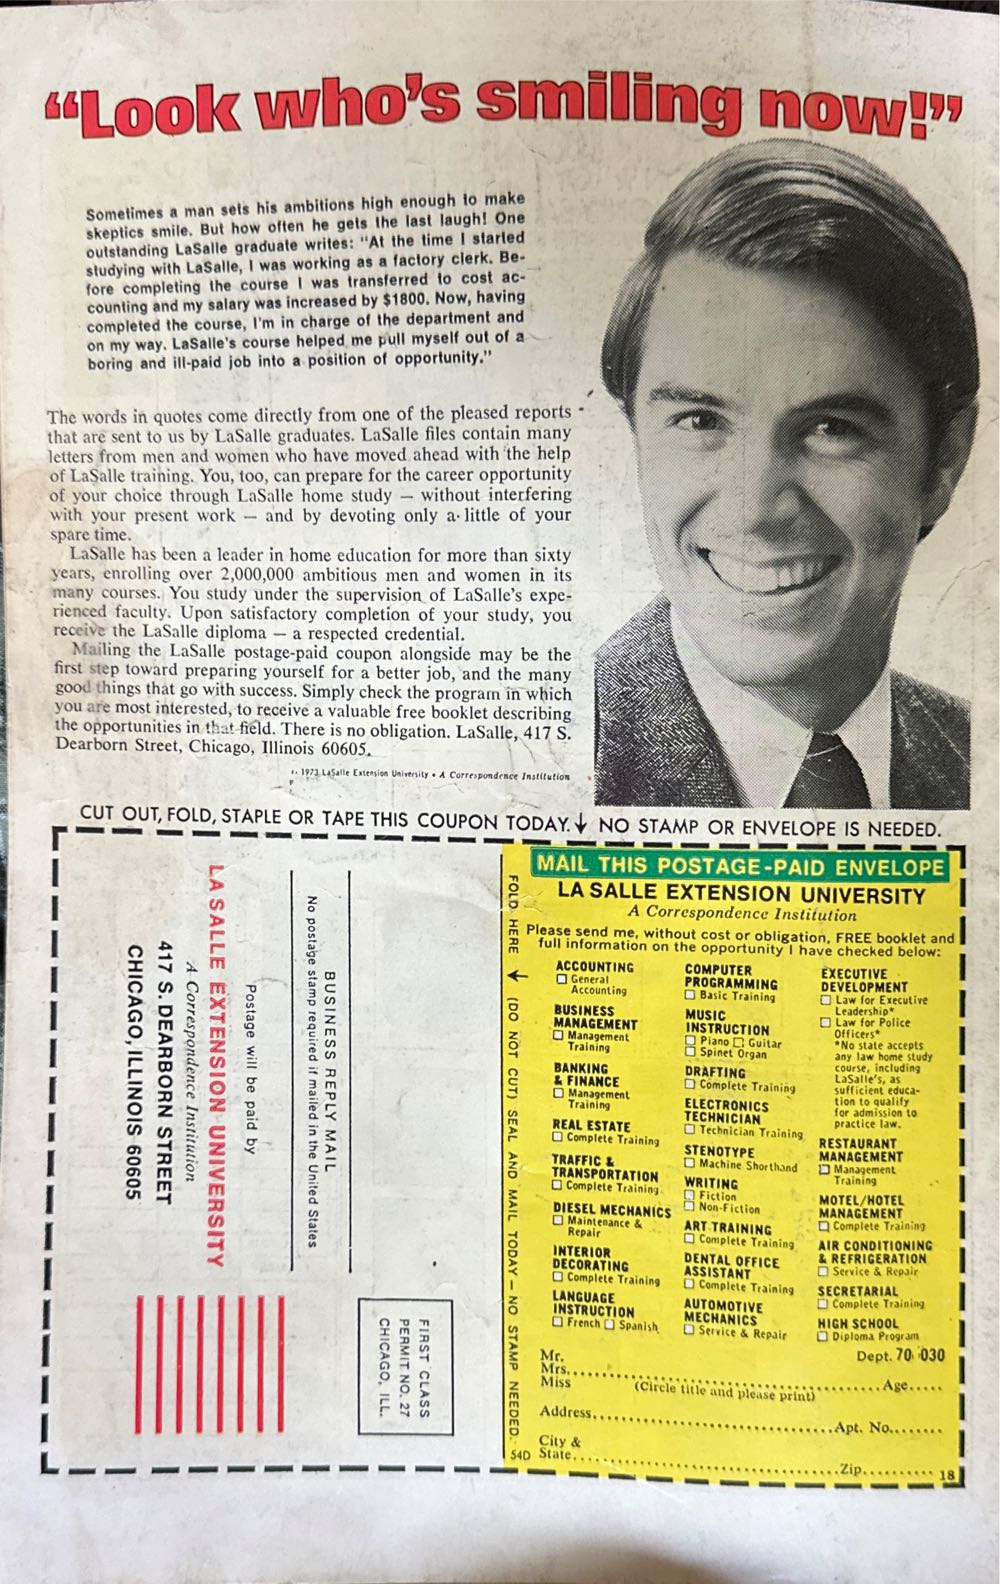 “Look who’s smiling now!”
Sometimes a man sets his ambitions high enough to make
skeptics smile. But how often he gets the last laugh! One
outstanding LaSalle graduate writes: “At the time I started
studying with LaSalle, I was working as a factory clerk. Be-
fore completing the course I was transferred to cost ac-
counting and my salary was increased by $1800. Now, having
completed the course, I’m in charge of the department and
on my way. LaSalle’s course helped me pull myself out of a
boring and ill-paid job into a position of opportunity.”
The words in quotes come directly from one of the pleased reports
that are sent to us by LaSalle graduates. LaSalle files contain many
letters from men and women who have moved ahead with the help
of LaSalle training. You, too, can prepare for the career opportunity
of your choice through LaSalle home study — without interfering
with your present work — and by devoting only a little of your
spare time.
LaSalle has been a leader in home education for more than sixty
years, enrolling over 2,000,000 ambitious men and women in its
many courses. You study under the supervision of LaSalle’s expe-
rienced faculty. Upon satisfactory completion of your study, you
receive the LaSalle diploma — a respected credential.
Mailing the LaSalle postage-paid coupon alongside may be the
first step toward preparing yourself for a better job, and the many
good things that go with success. Simply check the program in which
you are most interested, to receive a valuable free booklet describing
the opportunities in that field. There is no obligation. LaSalle, 417 S.
Dearborn Street, Chicago, Illinois 60605.
1973 LaSalle Extension University • A Correspondence Institution
CUT OUT, FOLD, STAPLE OR TAPE THIS COUPON TODAY.↓ NO STAMP OR ENVELOPE IS NEEDED.
FIRST CLASS
PERMIT NO. 27
CHICAGO, ILL.
BUSINESS REPLY MAIL
No postage stamp required if mailed in the United States
Postage will be paid by
LA SALLE EXTENSION UNIVERSITY
A Correspondence Institution
417 S. DEARBORN STREET
CHICAGO, ILLINOIS 60605
FOLD HERE ↓ (DO NOT CUT) SEAL AND MAIL TODAY — NO STAMP NEEDED.
54D
MAIL THIS POSTAGE-PAID ENVELOPE
LA SALLE EXTENSION UNIVERSITY
A Correspondence Institution
Please send me, without cost or obligation, FREE booklet and
full information on the opportunity I have checked below:
ACCOUNTING
☐ General
Accounting
BUSINESS
MANAGEMENT
☐ Management
Training
BANKING
& FINANCE
☐ Management
Training
REAL ESTATE
☐ Complete Training
TRAFFIC &
TRANSPORTATION
☐ Complete Training
DIESEL MECHANICS
☐ Maintenance &
Repair
INTERIOR
DECORATING
☐ Complete Training
LANGUAGE
INSTRUCTION
☐ French ☐ Spanish
COMPUTER
PROGRAMMING
☐ Basic Training
MUSIC
INSTRUCTION
☐ Piano ☐ Guitar
☐ Spinet Organ
DRAFTING
☐ Complete Training
ELECTRONICS
TECHNICIAN
☐ Technician Training
STENOTYPE
☐ Machine Shorthand
WRITING
☐ Fiction
☐ Non-Fiction
ART TRAINING
☐ Complete Training
DENTAL OFFICE
ASSISTANT
☐ Complete Training
AUTOMOTIVE
MECHANICS
☐ Service & Repair
EXECUTIVE
DEVELOPMENT
☐ Law for Executive
Leadership*
☐ Law for Police
Officers*
*No state accepts
any law home study
course, including
LaSalle’s, as
sufficient educa-
tion to qualify
for admission to
practice law.
RESTAURANT
MANAGEMENT
☐ Management
Training
MOTEL/HOTEL
MANAGEMENT
☐ Complete Training
AIR CONDITIONING
& REFRIGERATION
☐ Service & Repair
SECRETARIAL
☐ Complete Training
HIGH SCHOOL
☐ Diploma Program
Dept. 70 030
Mr.
Mrs.
Miss (Circle title and please print) Age
Address Apt. No.
City &
State Zip
18